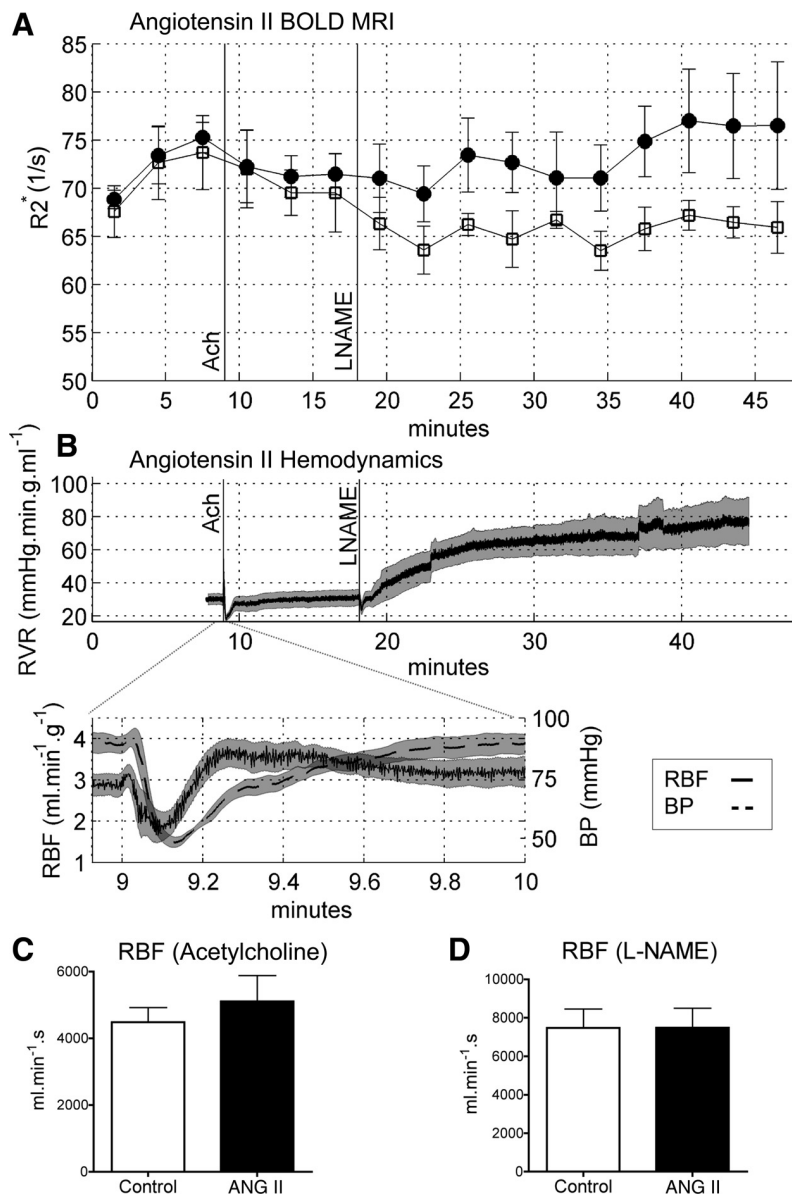 A Angiotensin II BOLD MRI
85
80
75
70
65
60
55
50
R2* (1/s)
Ach
LNAME
0 5 10 15 20 25 30 35 40 45
minutes
B
Angiotensin II Hemodynamics
100
80
60
40
20
RVR (mmHg.min.g.ml-1)
Ach
LNAME
0 10 20 30 40
minutes
4
3
2
1
RBF (ml.min-1.g-1)
100
75
50
BP (mmHg)
9 9.2 9.4 9.6 9.8 10
minutes
RBF
BP
C
RBF (Acetylcholine)
6000
4000
2000
0
ml.min-1.s
Control ANG II
D
RBF (L-NAME)
10000
8000
6000
4000
2000
0
ml.min-1.s
Control ANG II